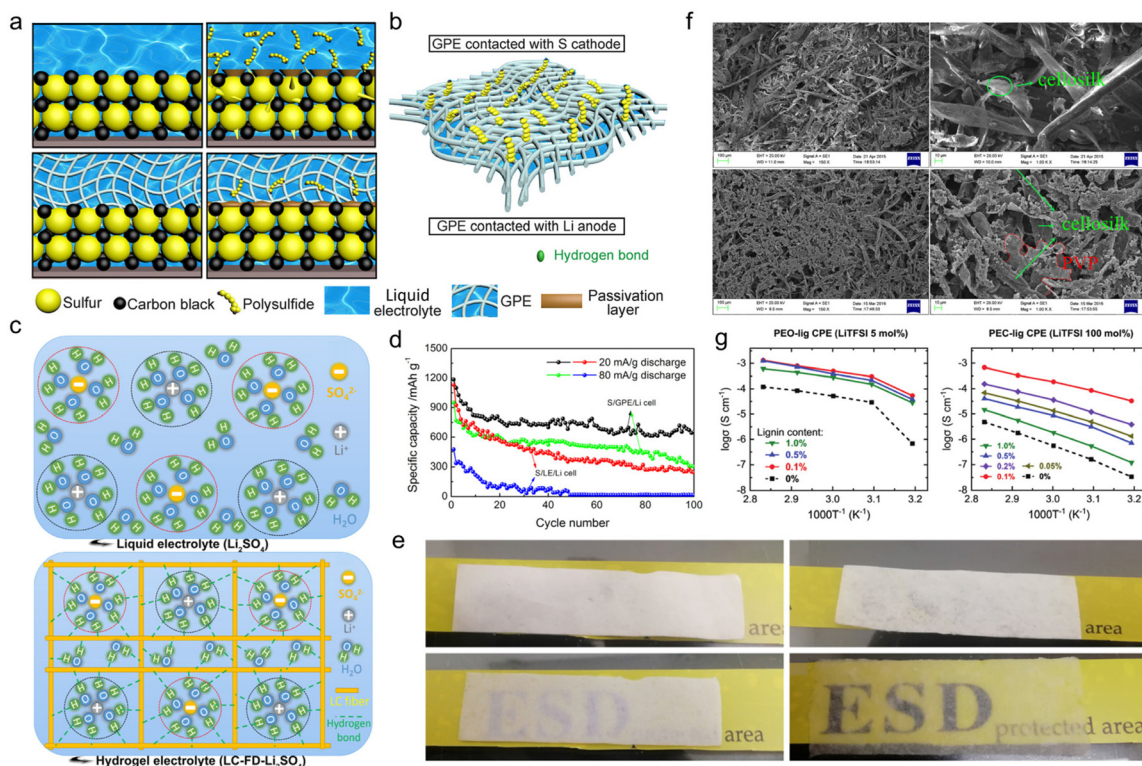 a
b
GPE contacted with S cathode
GPE contacted with Li anode
Hydrogen bond
Sulfur
Carbon black
Polysulfide
Liquid
electrolyte
GPE
Passivation
layer
c
SO₄²⁻
Li⁺
H₂O
Liquid electrolyte (Li₂SO₄)
SO₄²⁻
Li⁺
H₂O
LC fiber
Hydrogen
bond
Hydrogel electrolyte (LC-FD-Li₂SO₄)
d
Specific capacity /mAh g⁻¹
1500
1200
900
600
300
0
20 mA/g discharge
80 mA/g discharge
S/GPE/Li cell
S/LE/Li cell
0 10 20 30 40 50 60 70 80 90 100
Cycle number
e
area
area
ESD
area
ESD protected area
f
cellosilk
cellosilk
PVP
g
PEO-lig CPE (LiTFSI 5 mol%)
logσ (S cm⁻¹)
-2
-3
-4
-5
-6
-7
-8
Lignin content:
1.0%
0.5%
0.1%
0%
2.8 2.9 3.0 3.1 3.2
1000T⁻¹ (K⁻¹)
PEC-lig CPE (LiTFSI 100 mol%)
logσ (S cm⁻¹)
-2
-3
-4
-5
-6
-7
-8
1.0%
0.5%
0.2% 0.05%
0.1% 0%
2.8 2.9 3.0 3.1 3.2
1000T⁻¹ (K⁻¹)